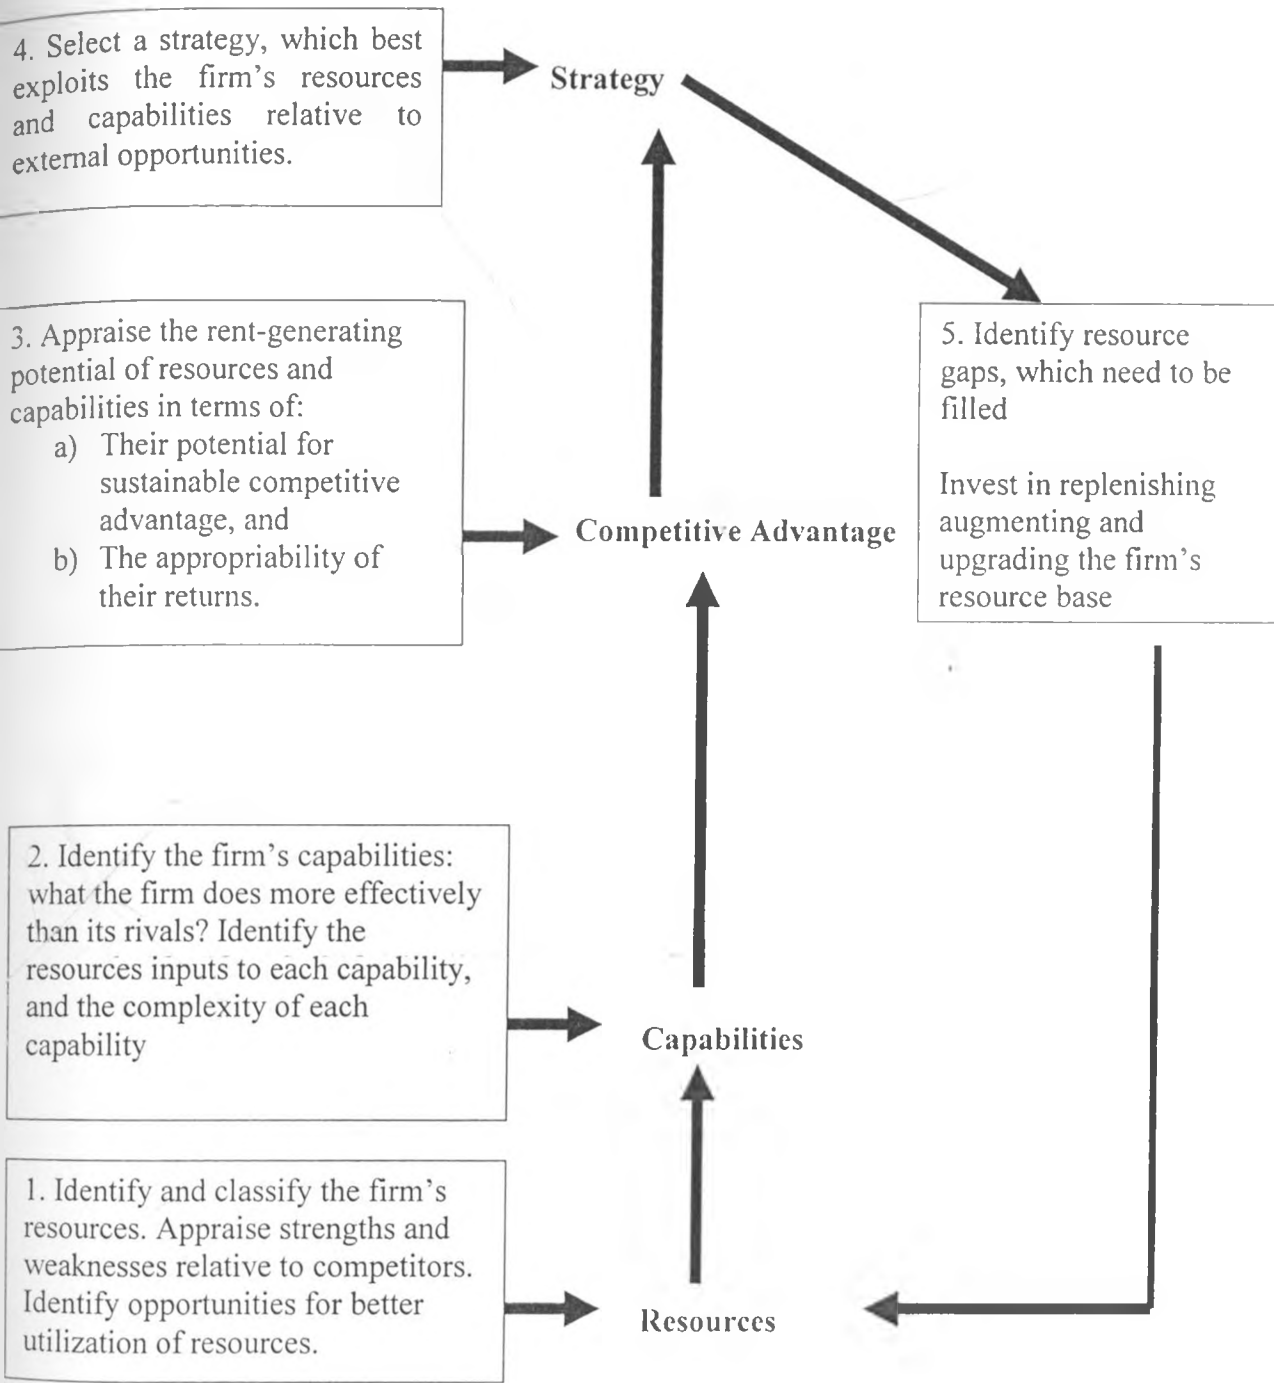 4. Select a strategy, which best
exploits the firm's resources
and capabilities relative to
external opportunities.
Strategy
3. Appraise the rent-generating
potential of resources and
capabilities in terms of:
a) Their potential for
sustainable competitive
advantage, and
b) The appropriability of
their returns.
Competitive Advantage
5. Identify resource
gaps, which need to be
filled
Invest in replenishing
augmenting and
upgrading the firm's
resource base
2. Identify the firm's capabilities:
what the firm does more effectively
than its rivals? Identify the
resources inputs to each capability,
and the complexity of each
capability
Capabilities
1. Identify and classify the firm's
resources. Appraise strengths and
weaknesses relative to competitors.
Identify opportunities for better
utilization of resources.
Resources